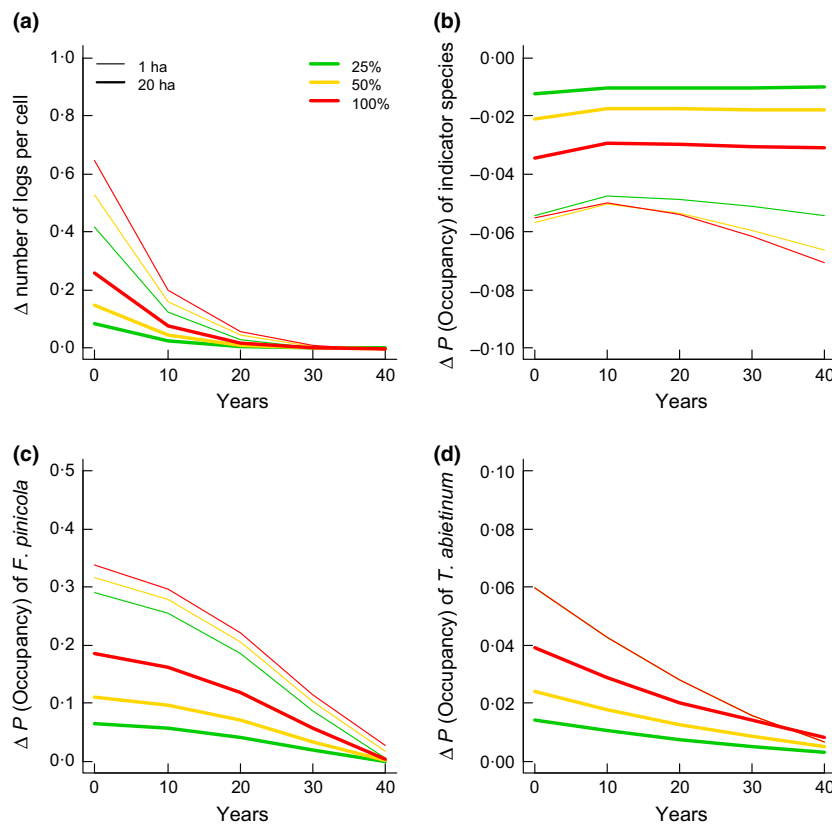 (a)
Δ number of logs per cell
1·0
0·8
0·6
0·4
0·2
0·0
1 ha
20 ha
25%
50%
100%
0 10 20 30 40
Years
(b)
Δ P (Occupancy) of indicator species
0·00
−0·02
−0·04
−0·06
−0·08
−0·10
0 10 20 30 40
Years
(c)
Δ P (Occupancy) of F. pinicola
0·5
0·4
0·3
0·2
0·1
0·0
0 10 20 30 40
Years
(d)
Δ P (Occupancy) of T. abietinum
0·10
0·08
0·06
0·04
0·02
0·00
0 10 20 30 40
Years